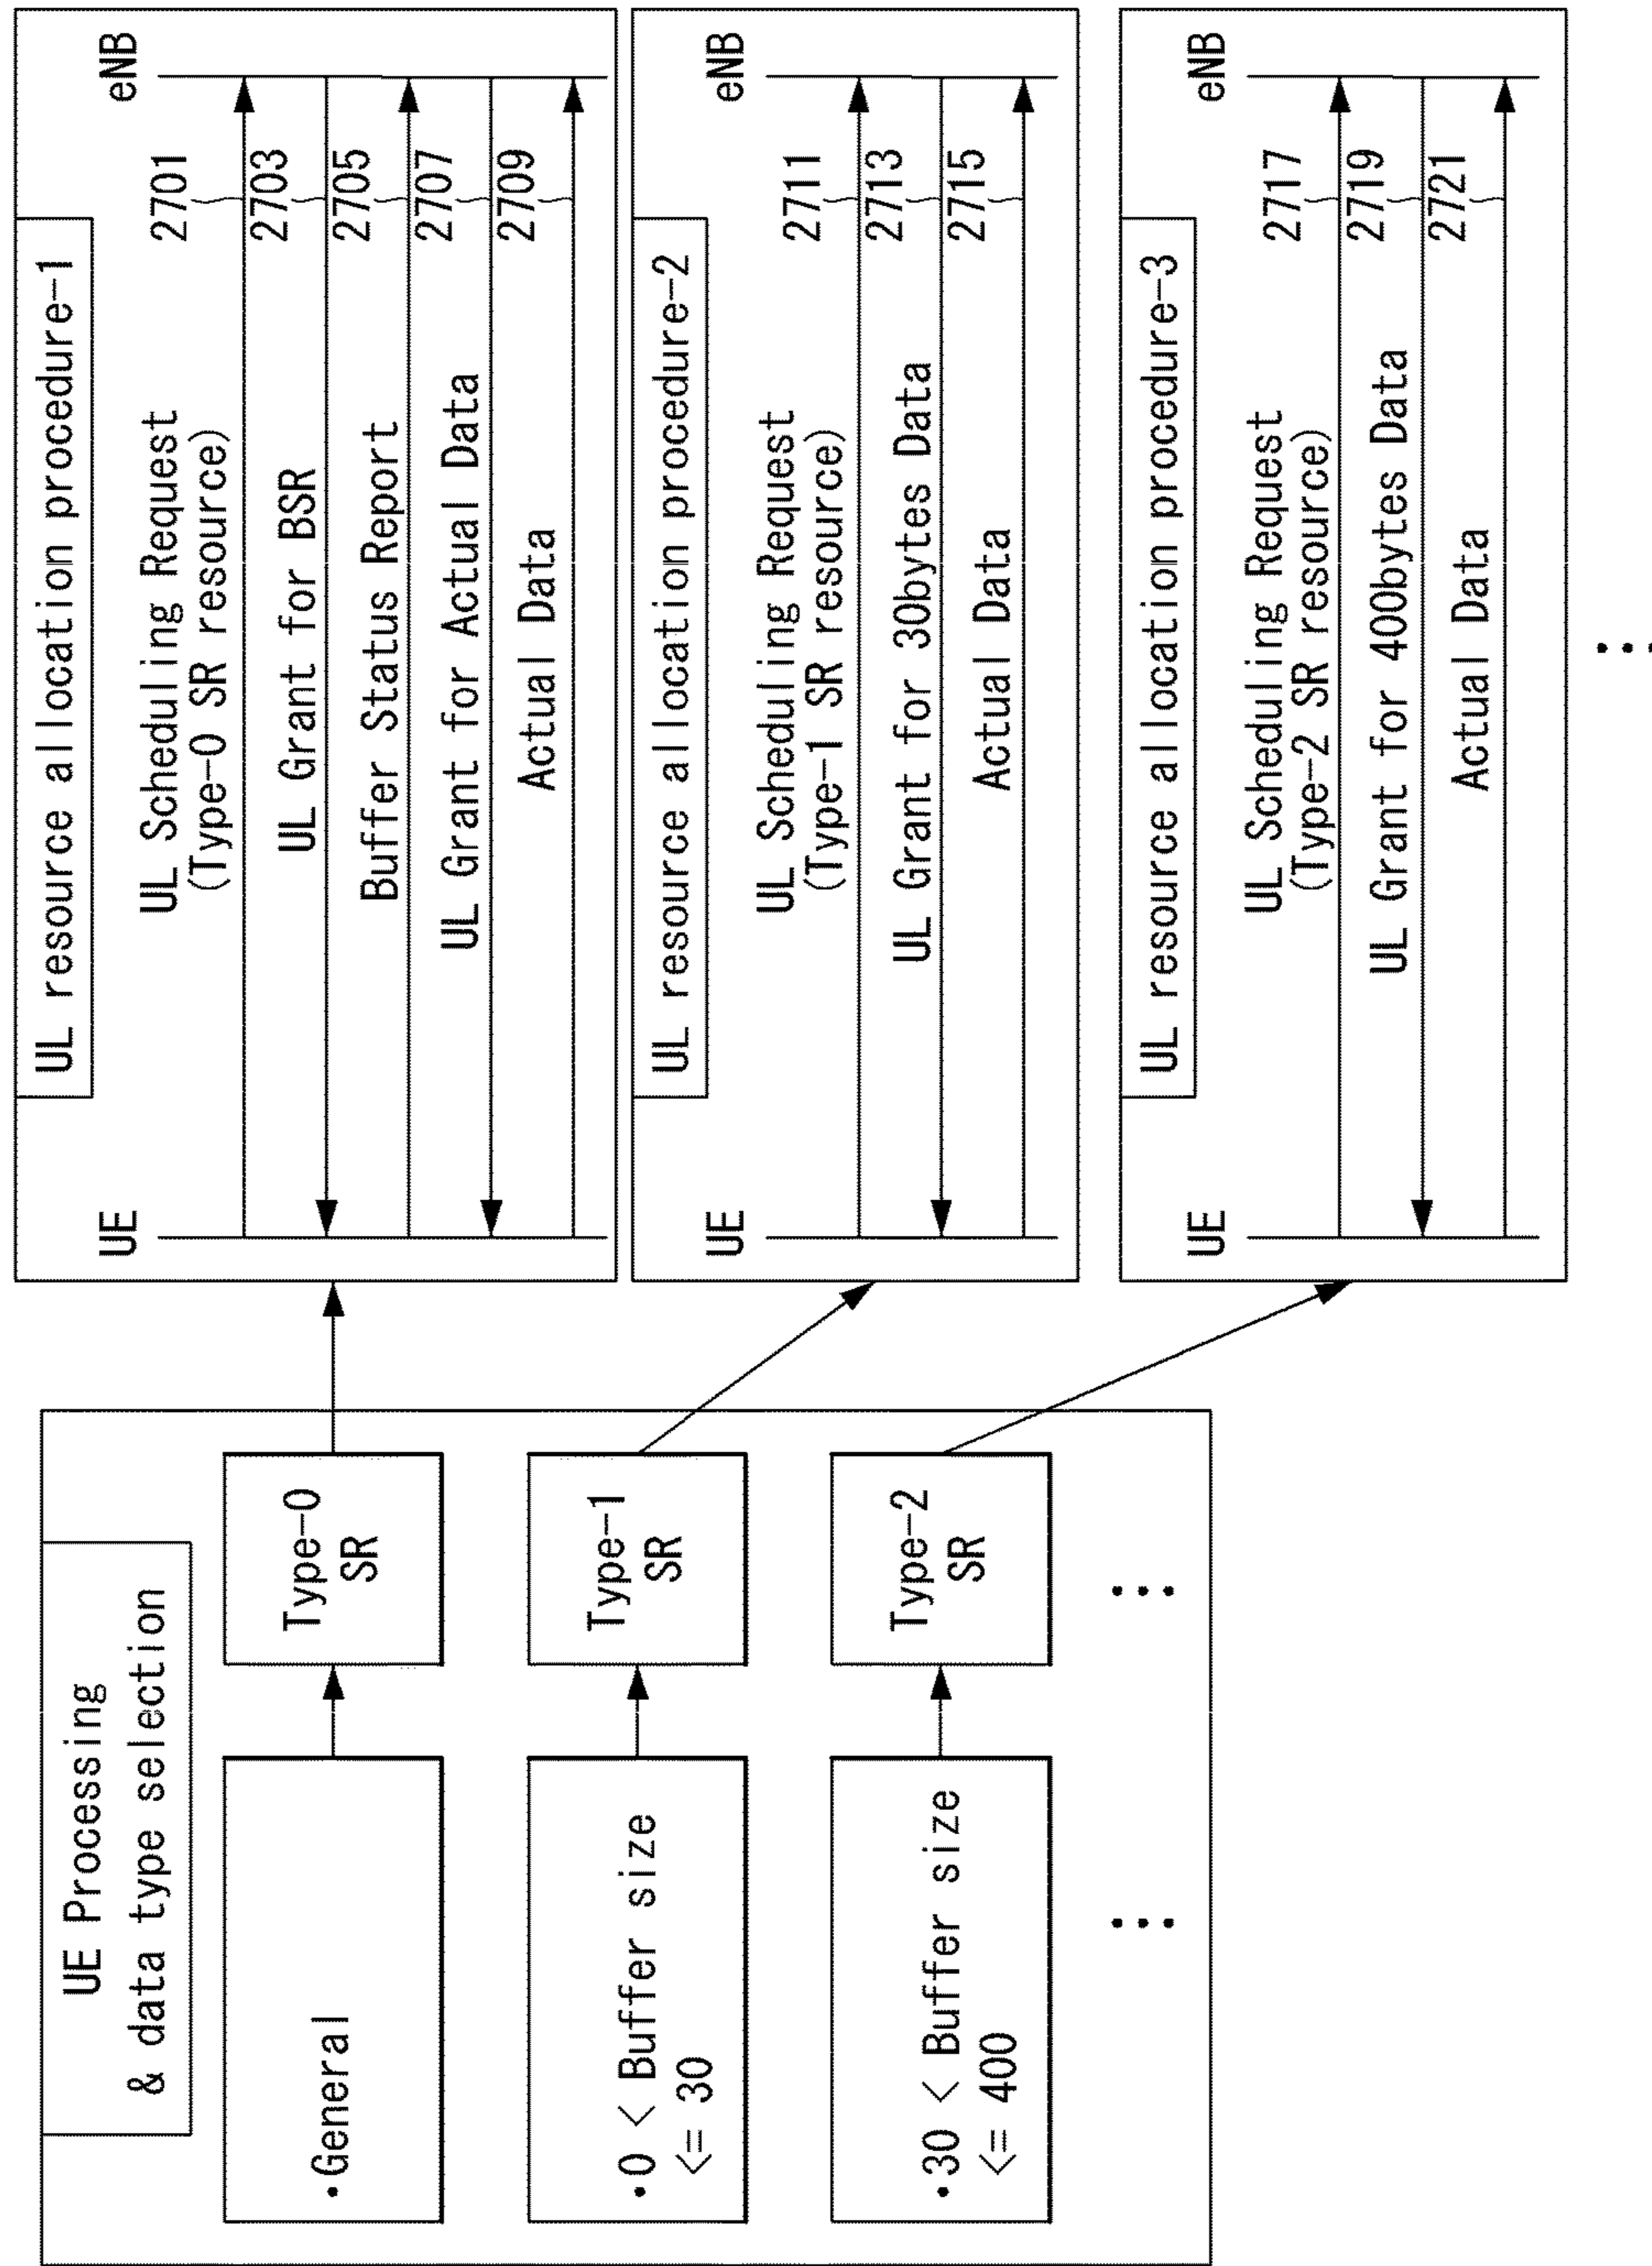 UE Processing
& data type selection
•General
Type-0
SR
•0 < Buffer size
<= 30
Type-1
SR
•30 < Buffer size
<= 400
Type-2
SR
...
...
UL resource allocation procedure-1
UE
eNB
UL Scheduling Request
(Type-0 SR resource)
2701
UL Grant for BSR
2703
Buffer Status Report
2705
UL Grant for Actual Data
2707
Actual Data
2709
UL resource allocation procedure-2
UE
eNB
UL Scheduling Request
(Type-1 SR resource)
2711
UL Grant for 30bytes Data
2713
Actual Data
2715
UL resource allocation procedure-3
UE
eNB
UL Scheduling Request
(Type-2 SR resource)
2717
UL Grant for 400bytes Data
2719
Actual Data
2721
...